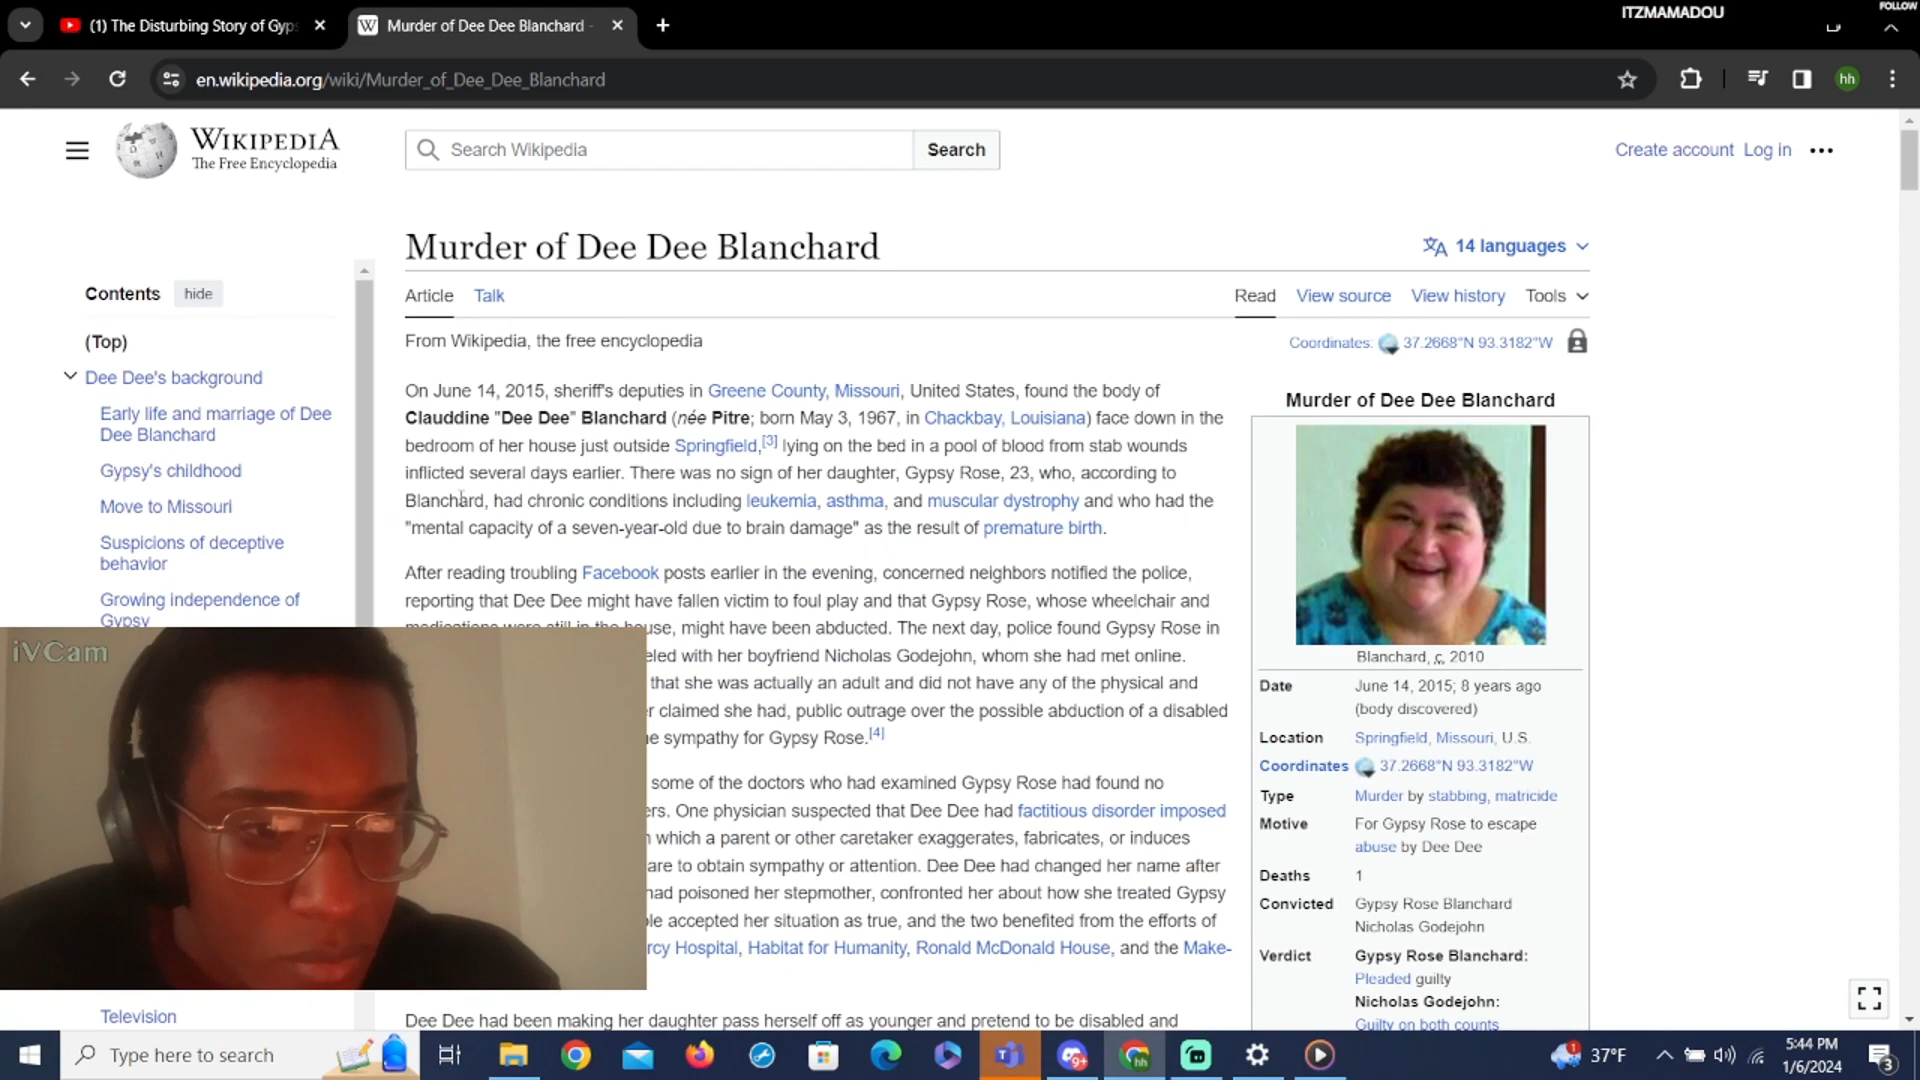 ITZMAMADOU
FOLLOW
(1) The Disturbing Story of Gyps
Murder of Dee Dee Blanchard -
en.wikipedia.org/wiki/Murder_of_Dee_Dee_Blanchard
hh
WIKIPEDIA
The Free Encyclopedia
Search Wikipedia
Search
Create account Log in
Murder of Dee Dee Blanchard
14 languages
Contents hide
Article Talk
Read View source View history Tools
(Top)
From Wikipedia, the free encyclopedia
Coordinates: 37.2668°N 93.3182°W
Dee Dee's background
Early life and marriage of Dee
Dee Blanchard
Gypsy's childhood
Move to Missouri
Suspicions of deceptive
behavior
Growing independence of
Gypsy
Television
On June 14, 2015, sheriff's deputies in Greene County, Missouri, United States, found the body of
Clauddine "Dee Dee" Blanchard (née Pitre; born May 3, 1967, in Chackbay, Louisiana) face down in the
bedroom of her house just outside Springfield,[3] lying on the bed in a pool of blood from stab wounds
inflicted several days earlier. There was no sign of her daughter, Gypsy Rose, 23, who, according to
Blanchard, had chronic conditions including leukemia, asthma, and muscular dystrophy and who had the
"mental capacity of a seven-year-old due to brain damage" as the result of premature birth.
After reading troubling Facebook posts earlier in the evening, concerned neighbors notified the police,
reporting that Dee Dee might have fallen victim to foul play and that Gypsy Rose, whose wheelchair and
medications were still in the house, might have been abducted. The next day, police found Gypsy Rose in
eled with her boyfriend Nicholas Godejohn, whom she had met online.
that she was actually an adult and did not have any of the physical and
r claimed she had, public outrage over the possible abduction of a disabled
e sympathy for Gypsy Rose.[4]
some of the doctors who had examined Gypsy Rose had found no
ers. One physician suspected that Dee Dee had factitious disorder imposed
n which a parent or other caretaker exaggerates, fabricates, or induces
are to obtain sympathy or attention. Dee Dee had changed her name after
had poisoned her stepmother, confronted her about how she treated Gypsy
le accepted her situation as true, and the two benefited from the efforts of
rcy Hospital, Habitat for Humanity, Ronald McDonald House, and the Make-
Dee Dee had been making her daughter pass herself off as younger and pretend to be disabled and
Murder of Dee Dee Blanchard
Blanchard, c. 2010
Date June 14, 2015; 8 years ago
(body discovered)
Location Springfield, Missouri, U.S.
Coordinates 37.2668°N 93.3182°W
Type Murder by stabbing, matricide
Motive For Gypsy Rose to escape
abuse by Dee Dee
Deaths 1
Convicted Gypsy Rose Blanchard
Nicholas Godejohn
Verdict Gypsy Rose Blanchard:
Pleaded guilty
Nicholas Godejohn:
Guilty on both counts
iVCam
Type here to search
9+
hh
1
37°F
5:44 PM
1/6/2024
3